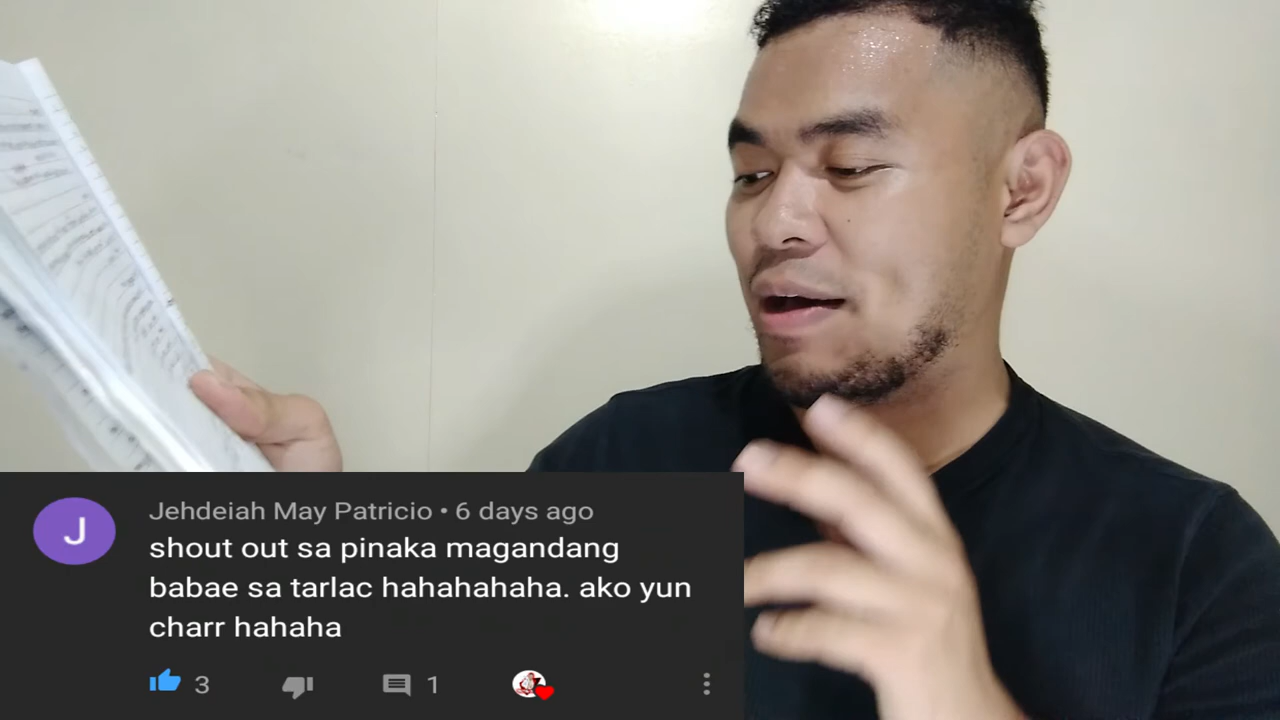 J
Jehdeiah May Patricio • 6 days ago
shout out sa pinaka magandang
babae sa tarlac hahahahaha. ako yun
charr hahaha
3
1